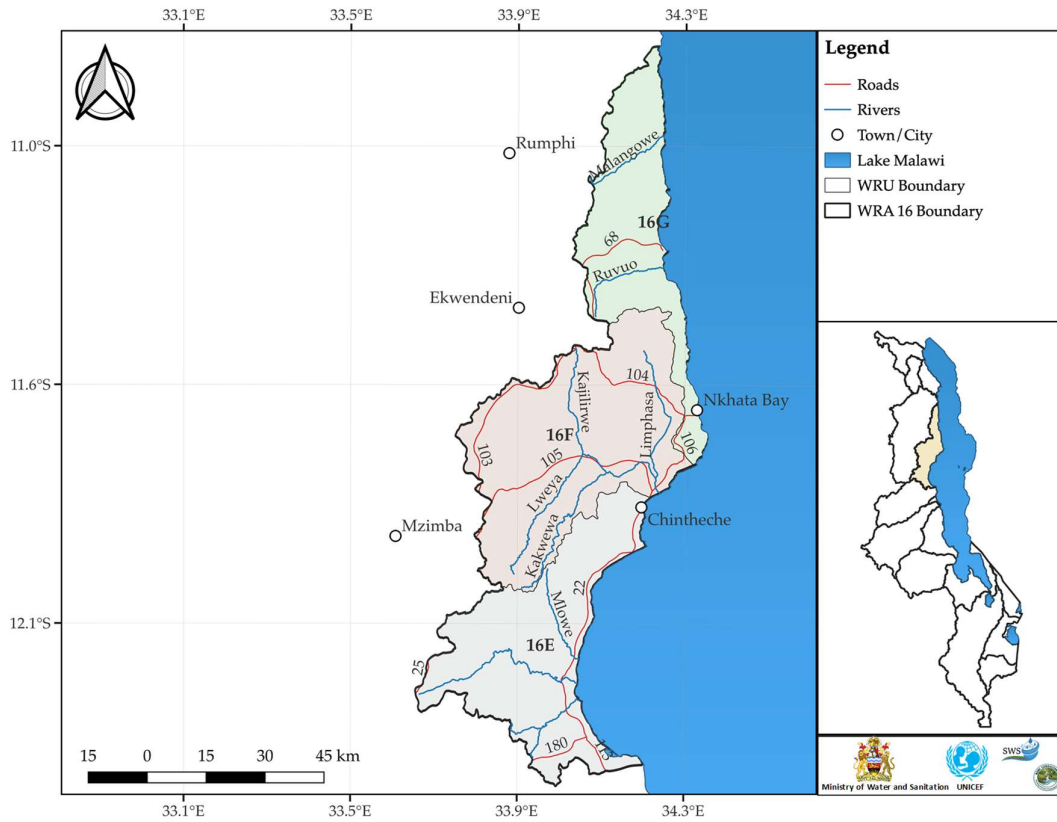 33.1°E
33.5°E
33.9°E
34.3°E
11.0°S
11.6°S
12.1°S
Rumphi
Malangowe
16G
68
Ruvuo
Ekwendeni
104
Kajilirwe
Limphasa
Nkhata Bay
16F
106
103
105
Lweya
Chintheche
Mzimba
Kakwewa
22
Mlowe
16E
25
180
15
0
15
30
45 km
33.1°E
33.5°E
33.9°E
34.3°E
Legend
Roads
Rivers
Town/City
Lake Malawi
WRU Boundary
WRA 16 Boundary
SWS
Ministry of Water and Sanitation
UNICEF